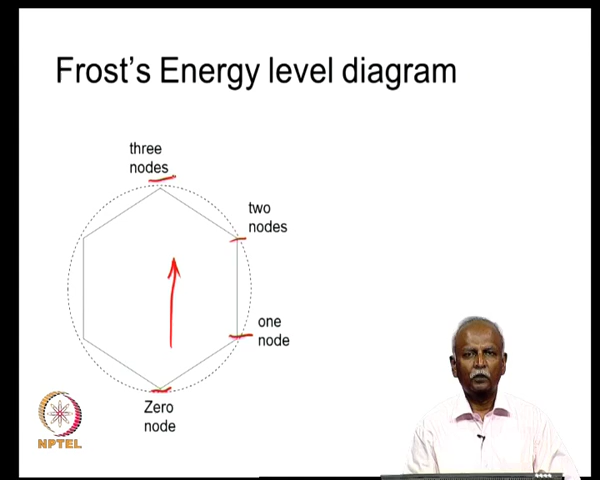 Frost's Energy level diagram
three
nodes
two
nodes
one
node
Zero
node
NPTEL